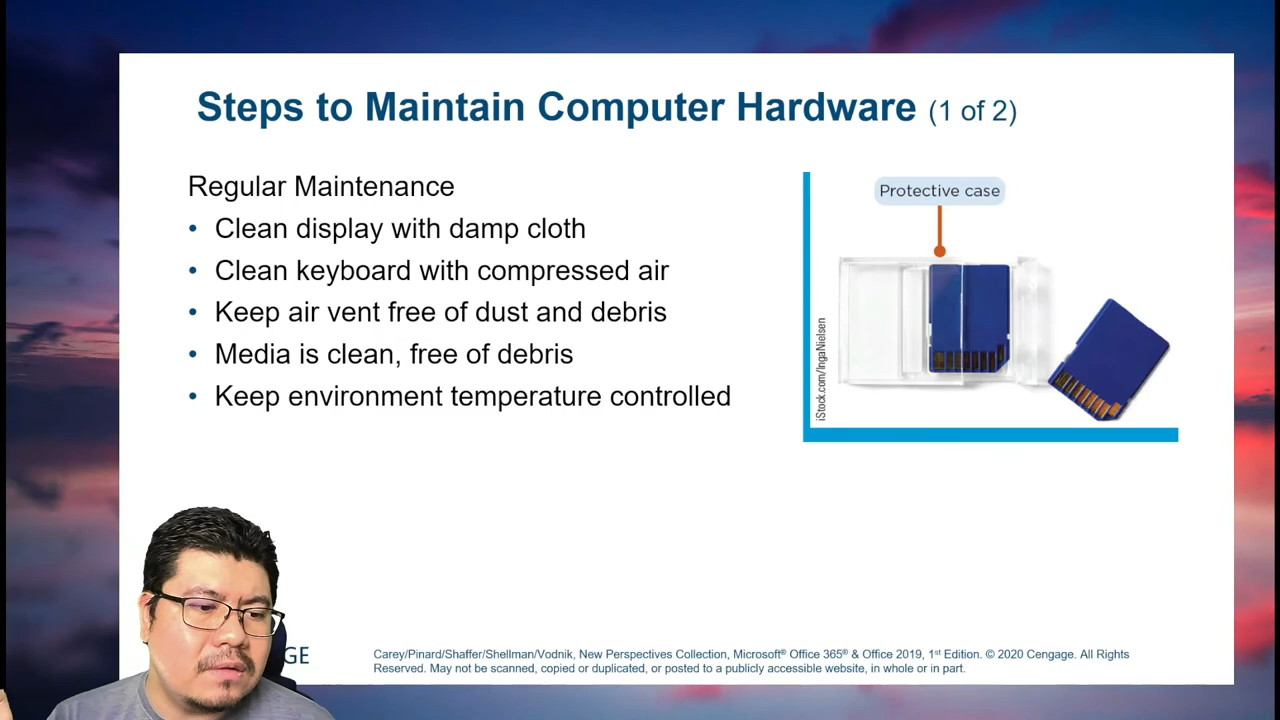 Steps to Maintain Computer Hardware (1 of 2)
Regular Maintenance
• Clean display with damp cloth
• Clean keyboard with compressed air
• Keep air vent free of dust and debris
• Media is clean, free of debris
• Keep environment temperature controlled
Protective case
iStock.com/IngaNielsen
GE
Carey/Pinard/Shaffer/Shellman/Vodnik, New Perspectives Collection, Microsoft® Office 365® & Office 2019, 1st Edition. © 2020 Cengage. All Rights
Reserved. May not be scanned, copied or duplicated, or posted to a publicly accessible website, in whole or in part.